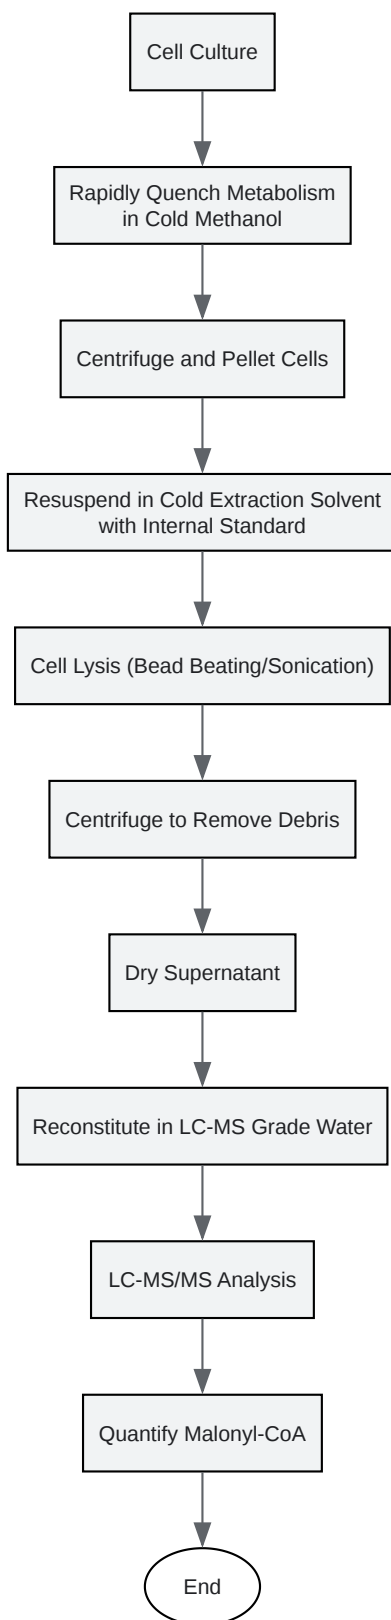 Cell Culture
Rapidly Quench Metabolism
in Cold Methanol
Centrifuge and Pellet Cells
Resuspend in Cold Extraction Solvent
with Internal Standard
Cell Lysis (Bead Beating/Sonication)
Centrifuge to Remove Debris
Dry Supernatant
Reconstitute in LC-MS Grade Water
LC-MS/MS Analysis
Quantify Malonyl-CoA
End